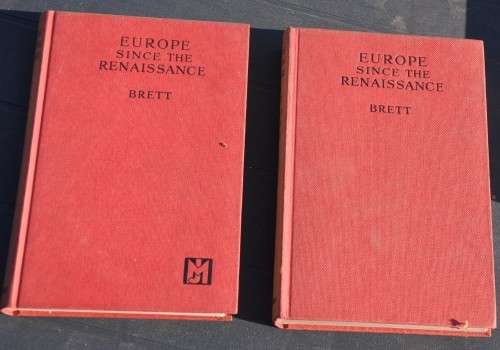 EUROPE
SINCE THE
RENAISSANCE
BRETT
EUROPE
SINCE THE
RENAISSANCE
BRETT